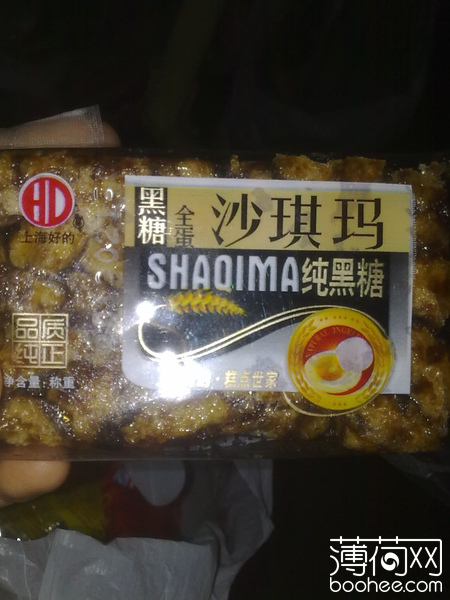 HD
上海好的
黑糖
全蛋
沙琪玛
SHAQIMA纯黑糖
品质
纯正
净含量:称重
·糕点世家
薄荷网
boohee.com